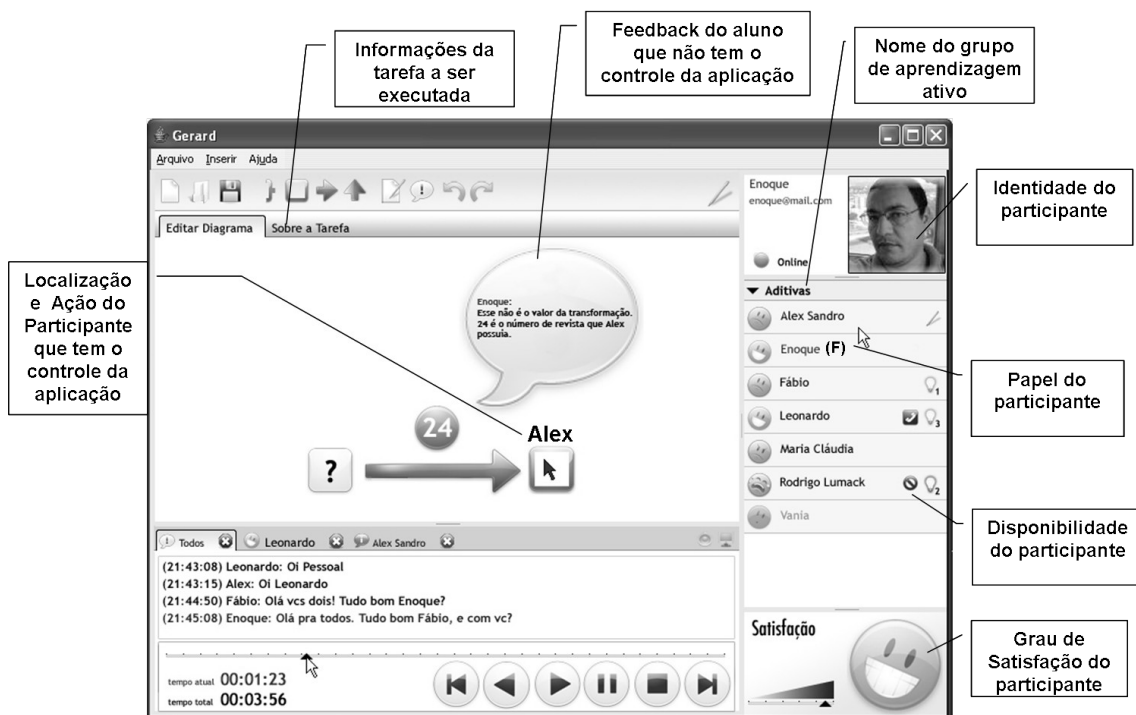 Informações da
tarefa a ser
executada
Feedback do aluno
que não tem o
controle da aplicação
Nome do grupo
de aprendizagem
ativo
Gerard
Arquivo Inserir Ajuda
Enoque
enoque@mail.com
Online
Identidade do
participante
Editar Diagrama
Sobre a Tarefa
Localização
e Ação do
Participante
que tem o
controle da
aplicação
Enoque:
Esse não é o valor da transformação.
24 é o número de revista que Alex
possuia.
24
Alex
?
Aditivas
Alex Sandro
Enoque (F)
Fábio 1
Leonardo 3
Maria Cláudia
Rodrigo Lumack 2
Vania
Papel do
participante
Disponibilidade
do participante
Todos
Leonardo
Alex Sandro
(21:43:08) Leonardo: Oi Pessoal
(21:43:15) Alex: Oi Leonardo
(21:44:50) Fábio: Olá vcs dois! Tudo bom Enoque?
(21:45:08) Enoque: Olá pra todos. Tudo bom Fábio, e com vc?
tempo atual 00:01:23
tempo total 00:03:56
Satisfação
Grau de
Satisfação do
participante